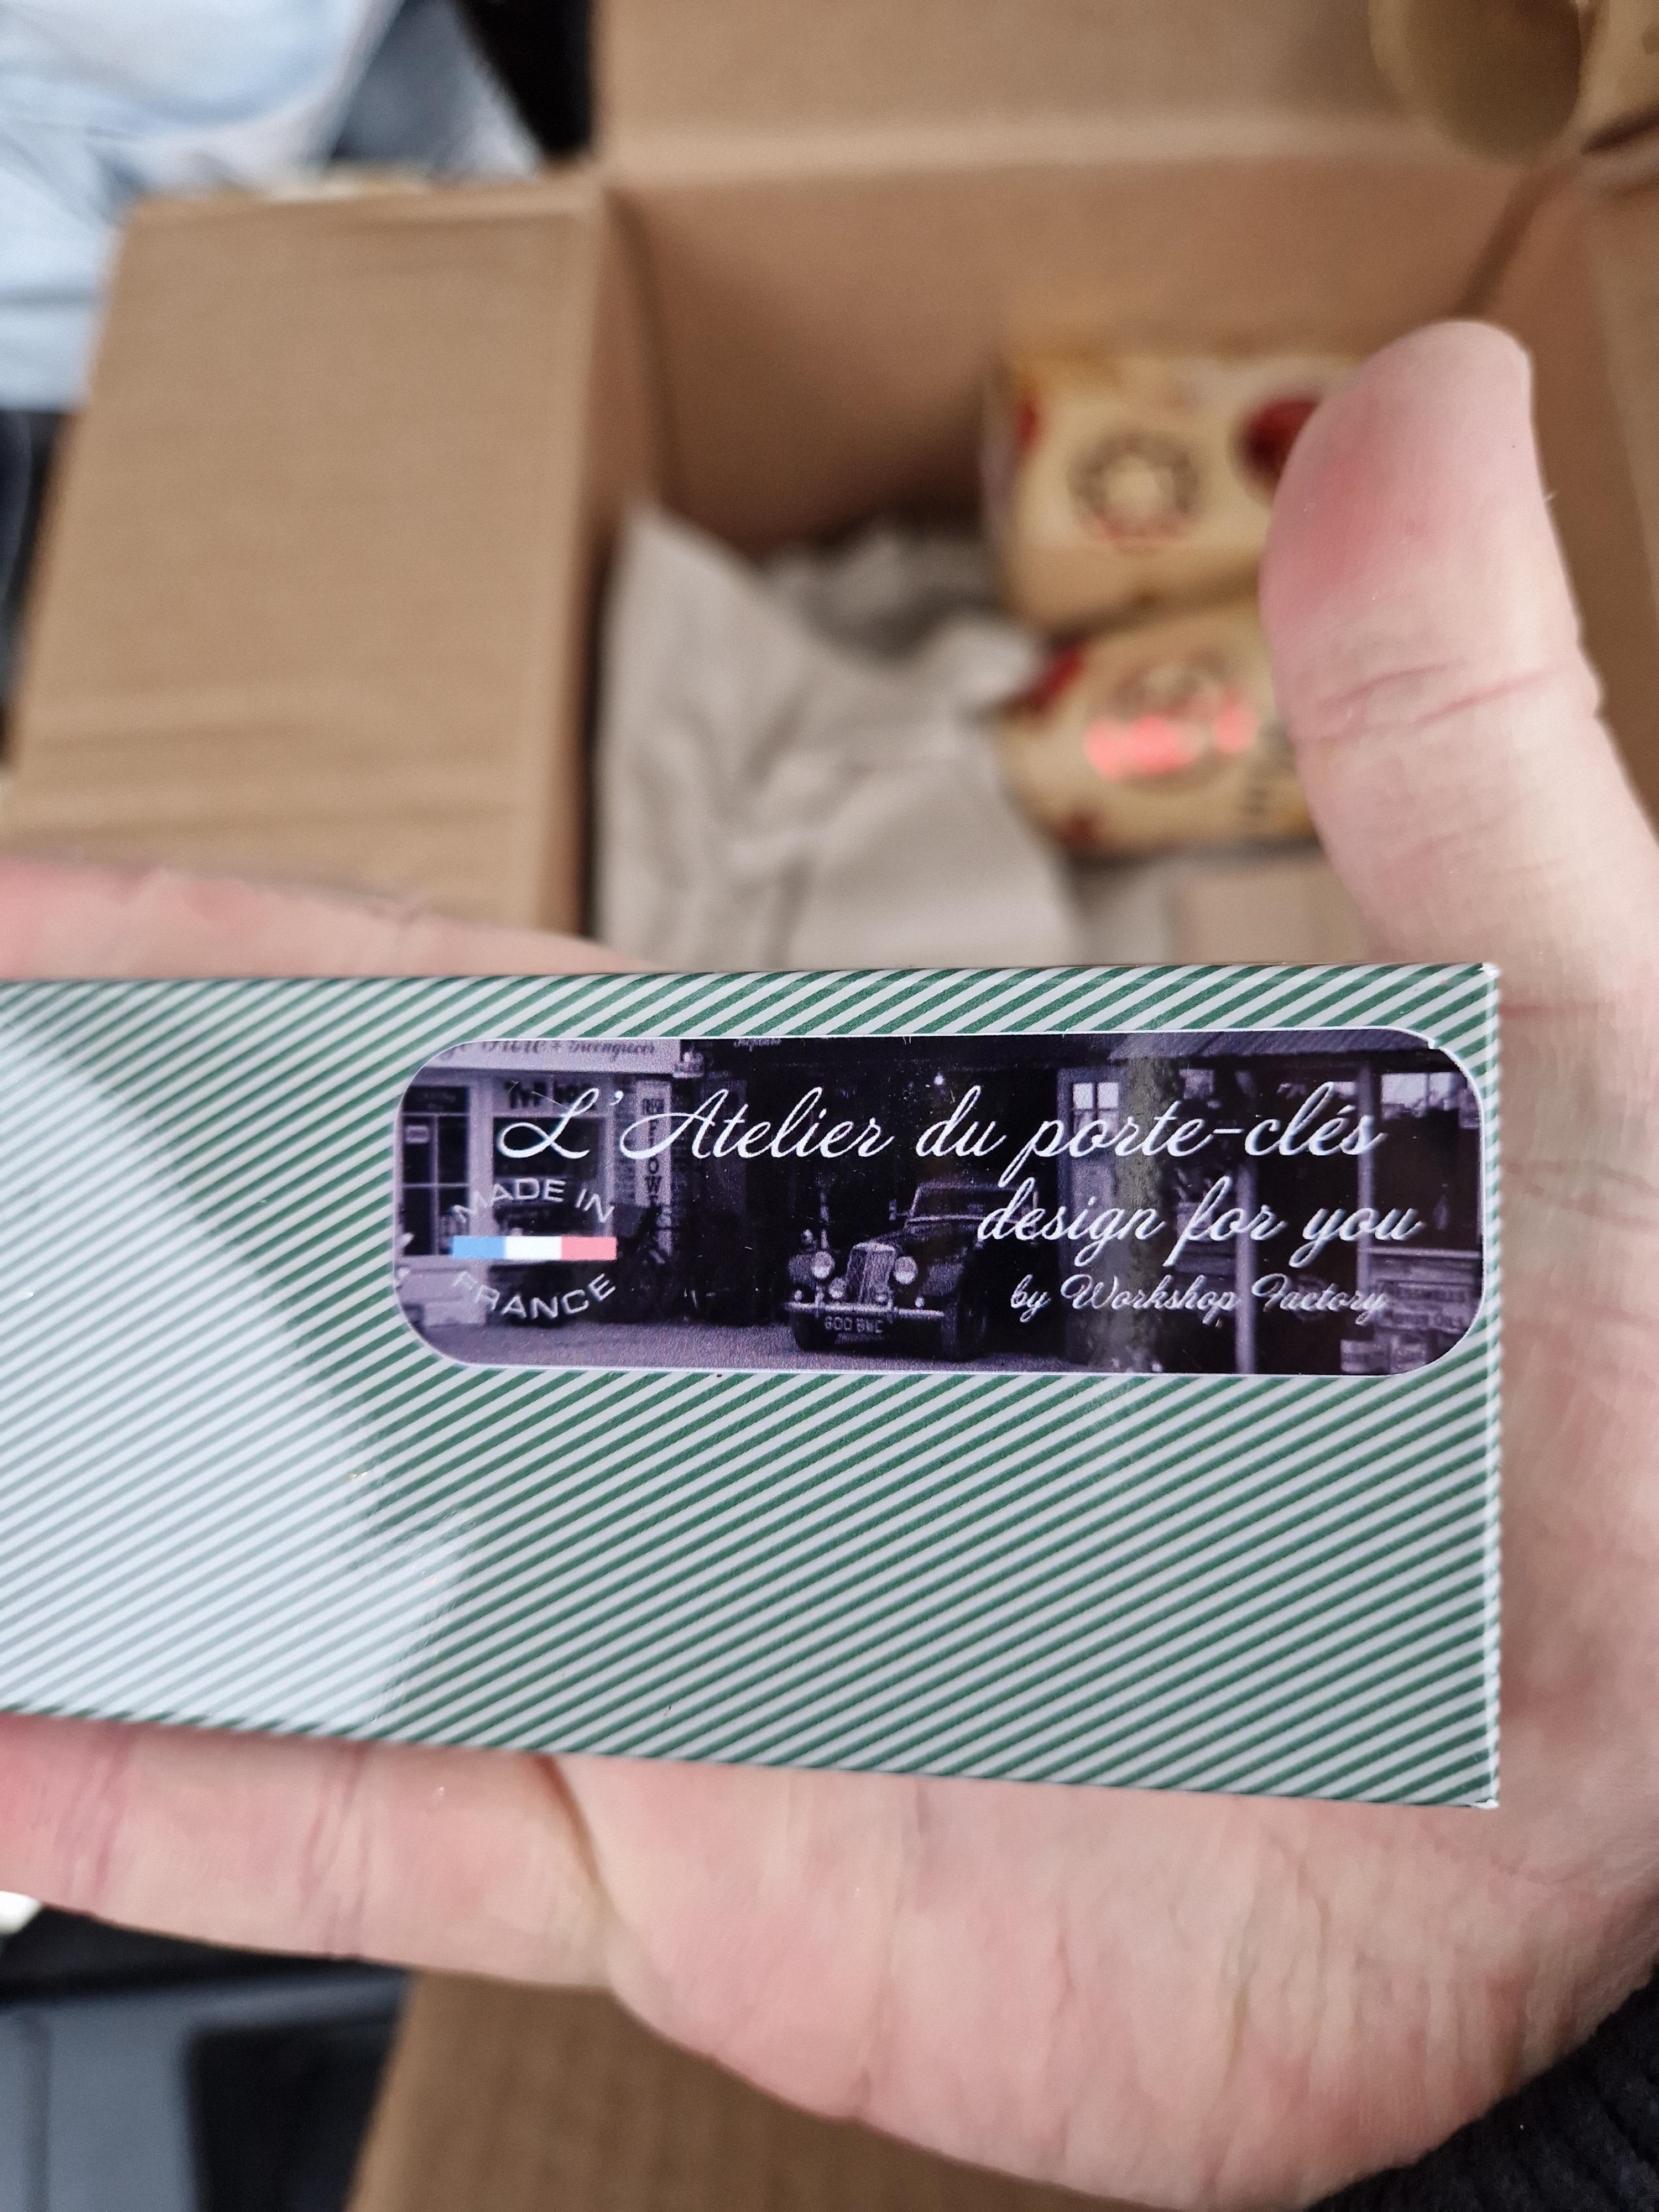 L'Atelier du porte-clés
design for you
by Workshop Factory
MADE IN
FRANCE